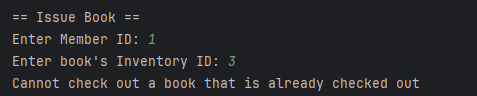 == Issue Book ==
Enter Member ID: 1
Enter book's Inventory ID: 3
Cannot check out a book that is already checked out